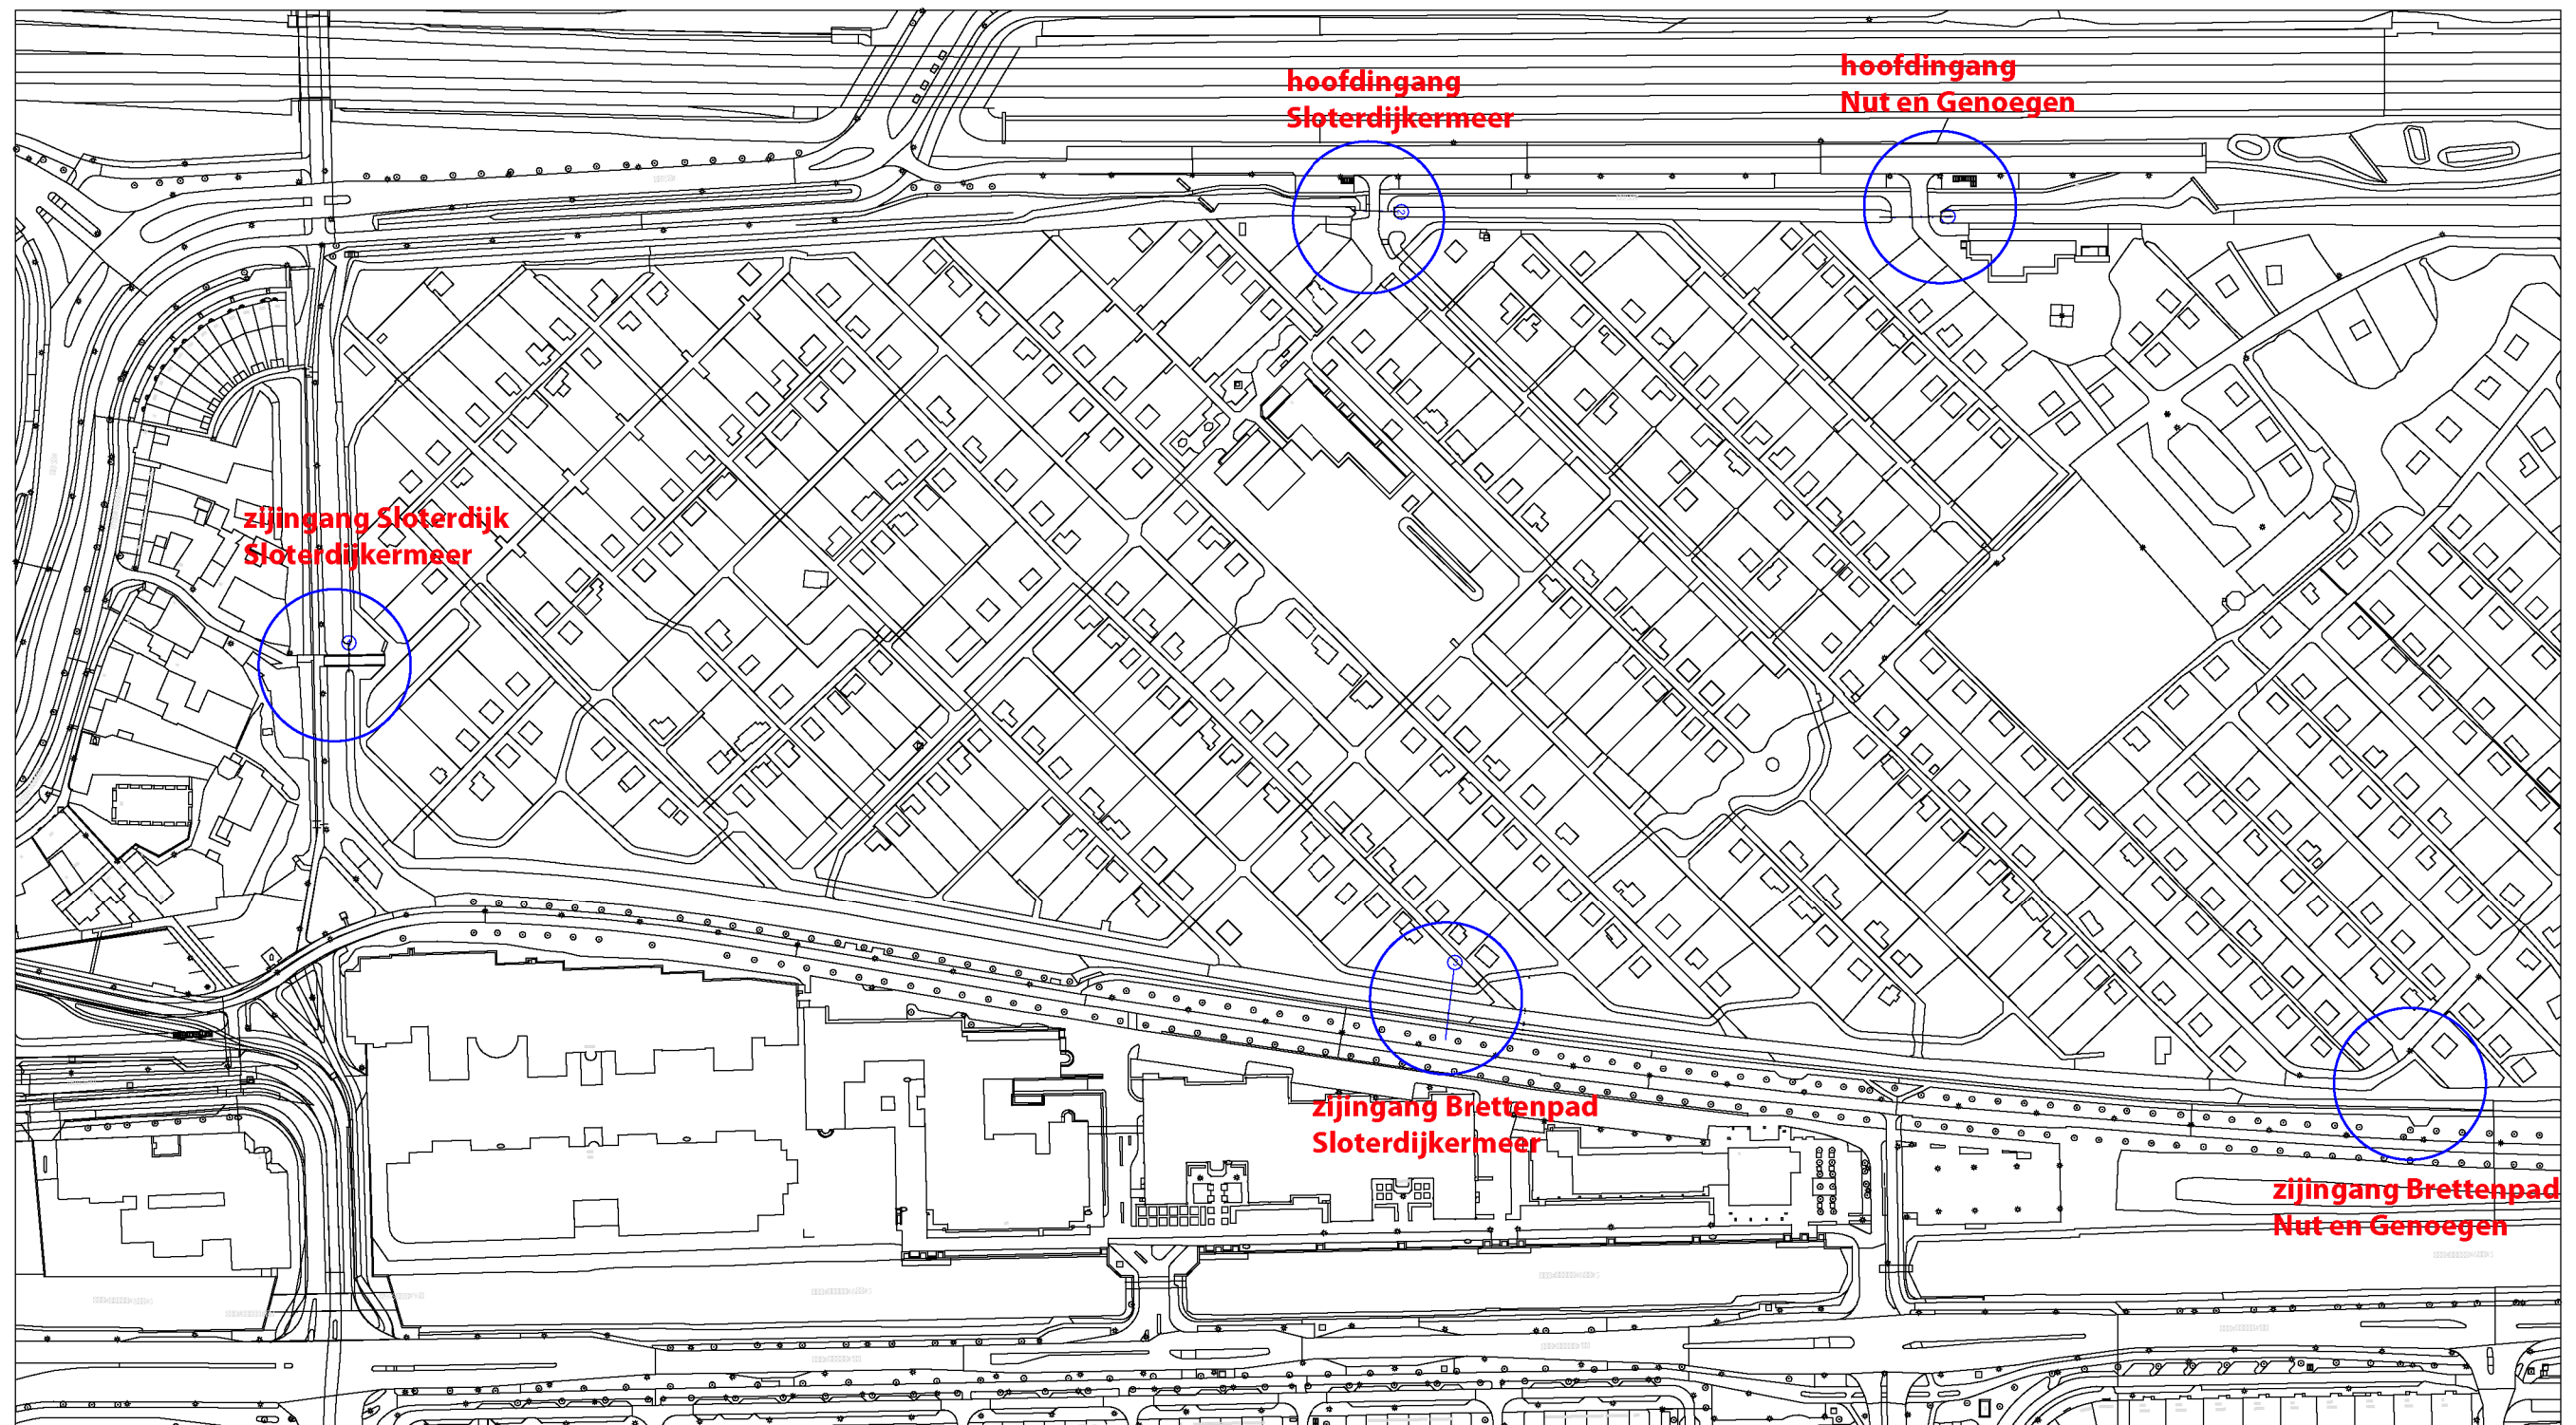 hoofdingang
Sloterdijkermeer
hoofdingang
Nut en Genoegen
zijingang Sloterdijk
Sloterdijkermeer
zijingang Brettenpad
Sloterdijkermeer
zijingang Brettenpad
Nut en Genoegen